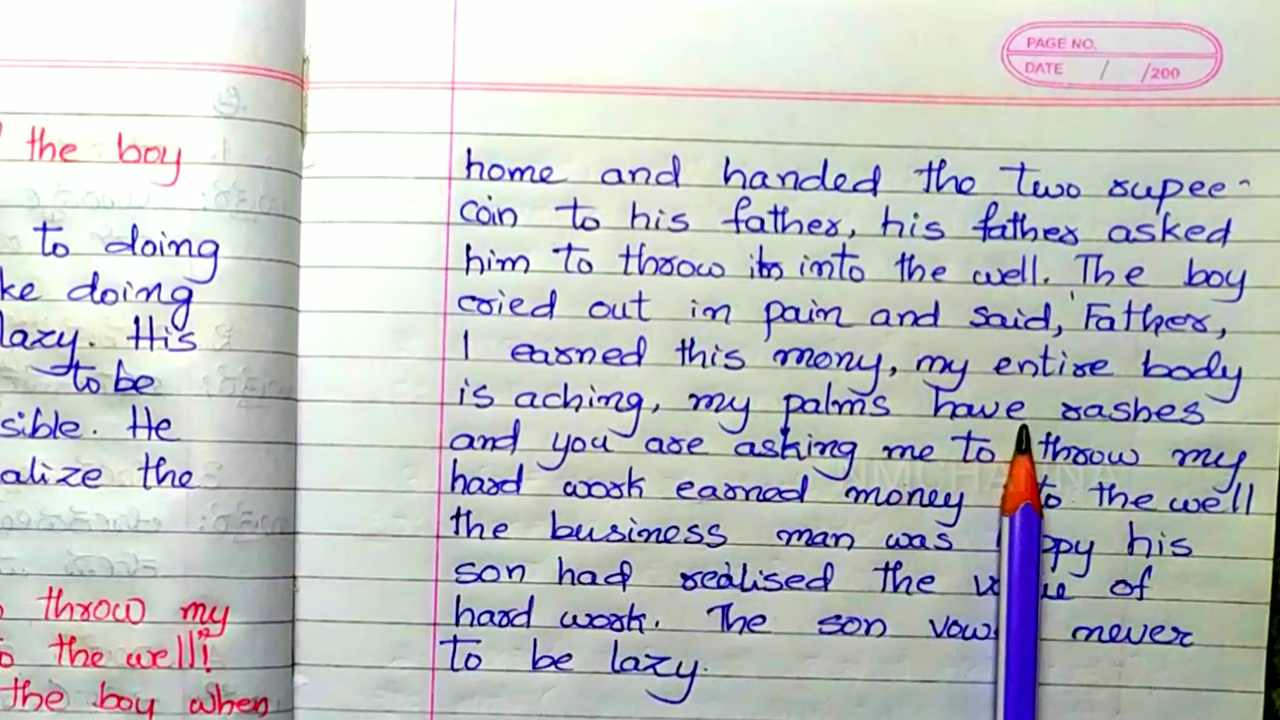 the boy
to doing
ke doing
lazy. His
to be
sible. He
alize the
throw my
to the well!"
the boy when
PAGE NO.
DATE / /200
home and handed the two rupee-
coin to his father, his father asked
him to throw it into the well. The boy
cried out in pain and said, 'Father,
I earned this mony, my entire body
is aching, my palms have rashes
and you are asking me to throw my
hard work earnad money to the well
the business man was his
son had realised the of
hard work. The son never
to be lazy.